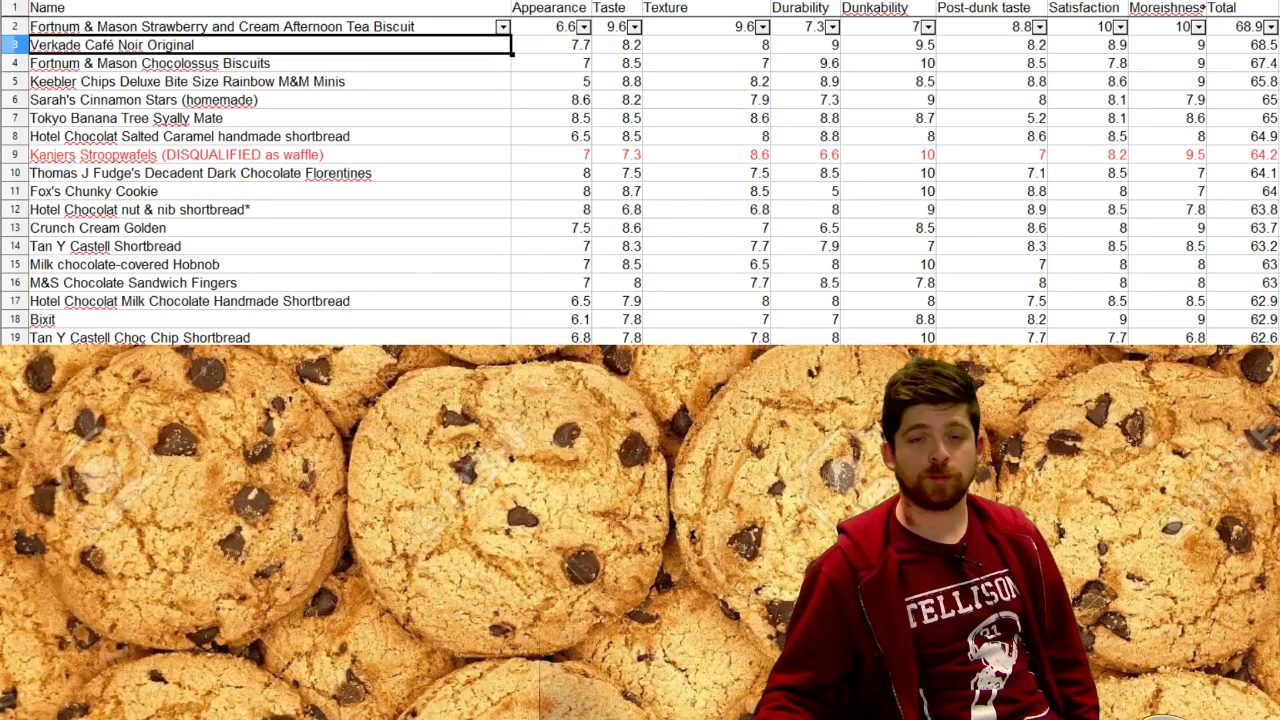 1 Name Appearance Taste Texture Durability Dunkability Post-dunk taste Satisfaction Moreishness Total
2 Fortnum & Mason Strawberry and Cream Afternoon Tea Biscuit 6.6 9.6 9.6 7.3 7 8.8 10 10 68.9
3 Verkade Café Noir Original 7.7 8.2 8 9 9.5 8.2 8.9 9 68.5
4 Fortnum & Mason Chocolossus Biscuits 7 8.5 7 9.6 10 8.5 7.8 9 67.4
5 Keebler Chips Deluxe Bite Size Rainbow M&M Minis 5 8.8 8.2 8.9 8.5 8.8 8.6 9 65.8
6 Sarah's Cinnamon Stars (homemade) 8.6 8.2 7.9 7.3 9 8 8.1 7.9 65
7 Tokyo Banana Tree Syally Mate 8.5 8.5 8.6 8.8 8.7 5.2 8.1 8.6 65
8 Hotel Chocolat Salted Caramel handmade shortbread 6.5 8.5 8 8.8 8 8.6 8.5 8 64.9
9 Kanjers Stroopwafels (DISQUALIFIED as waffle) 7 7.3 8.6 6.6 10 7 8.2 9.5 64.2
10 Thomas J Fudge's Decadent Dark Chocolate Florentines 8 7.5 7.5 8.5 10 7.1 8.5 7 64.1
11 Fox's Chunky Cookie 8 8.7 8.5 5 10 8.8 8 7 64
12 Hotel Chocolat nut & nib shortbread* 8 6.8 6.8 8 9 8.9 8.5 7.8 63.8
13 Crunch Cream Golden 7.5 8.6 7 6.5 8.5 8.6 8 9 63.7
14 Tan Y Castell Shortbread 7 8.3 7.7 7.9 7 8.3 8.5 8.5 63.2
15 Milk chocolate-covered Hobnob 7 8.5 6.5 8 10 7 8 8 63
16 M&S Chocolate Sandwich Fingers 7 8 7.7 8.5 7.8 8 8 8 63
17 Hotel Chocolat Milk Chocolate Handmade Shortbread 6.5 7.9 8 8 8 7.5 8.5 8.5 62.9
18 Bixit 6.1 7.8 7 7 8.8 8.2 9 9 62.9
19 Tan Y Castell Choc Chip Shortbread 6.8 7.8 7.8 8 10 7.7 7.7 6.8 62.6
TELLISON
21